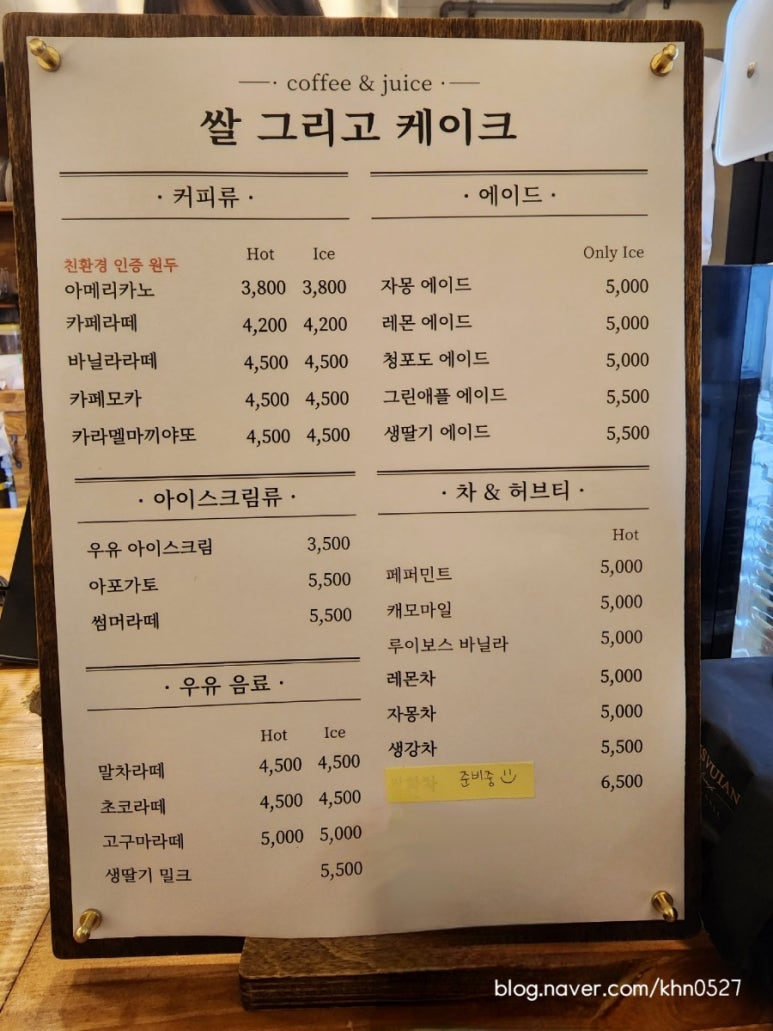 coffee & juice
쌀 그리고 케이크
· 커피류 ·
Hot Ice
친환경 인증 원두
아메리카노 3,800 3,800
카페라떼 4,200 4,200
바닐라라떼 4,500 4,500
카페모카 4,500 4,500
카라멜마끼야또 4,500 4,500
· 아이스크림류 ·
우유 아이스크림 3,500
아포가토 5,500
썸머라떼 5,500
· 우유 음료 ·
Hot Ice
말차라떼 4,500 4,500
초코라떼 4,500 4,500
고구마라떼 5,000 5,000
생딸기 밀크 5,500
· 에이드 ·
Only Ice
자몽 에이드 5,000
레몬 에이드 5,000
청포도 에이드 5,000
그린애플 에이드 5,500
생딸기 에이드 5,500
· 차 & 허브티 ·
Hot
페퍼민트 5,000
캐모마일 5,000
루이보스 바닐라 5,000
레몬차 5,000
자몽차 5,000
생강차 5,500
준비중 6,500
blog.naver.com/khn0527